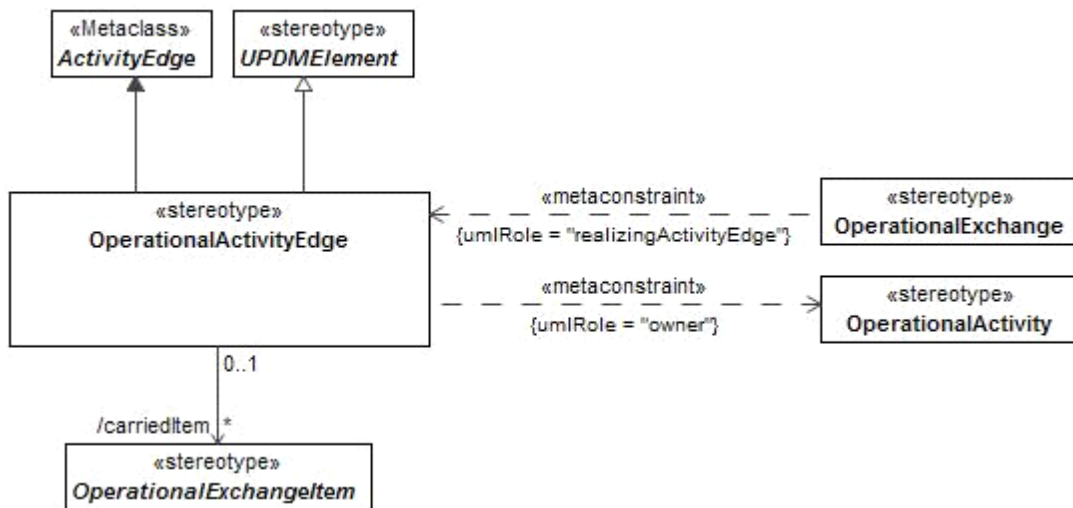 «Metaclass»
ActivityEdge
«stereotype»
UPDMElement
«stereotype»
OperationalActivityEdge
«metaconstraint»
{umlRole = "realizingActivityEdge"}
«stereotype»
OperationalExchange
«metaconstraint»
{umlRole = "owner"}
«stereotype»
OperationalActivity
0..1
/carriedItem *
«stereotype»
OperationalExchangeItem